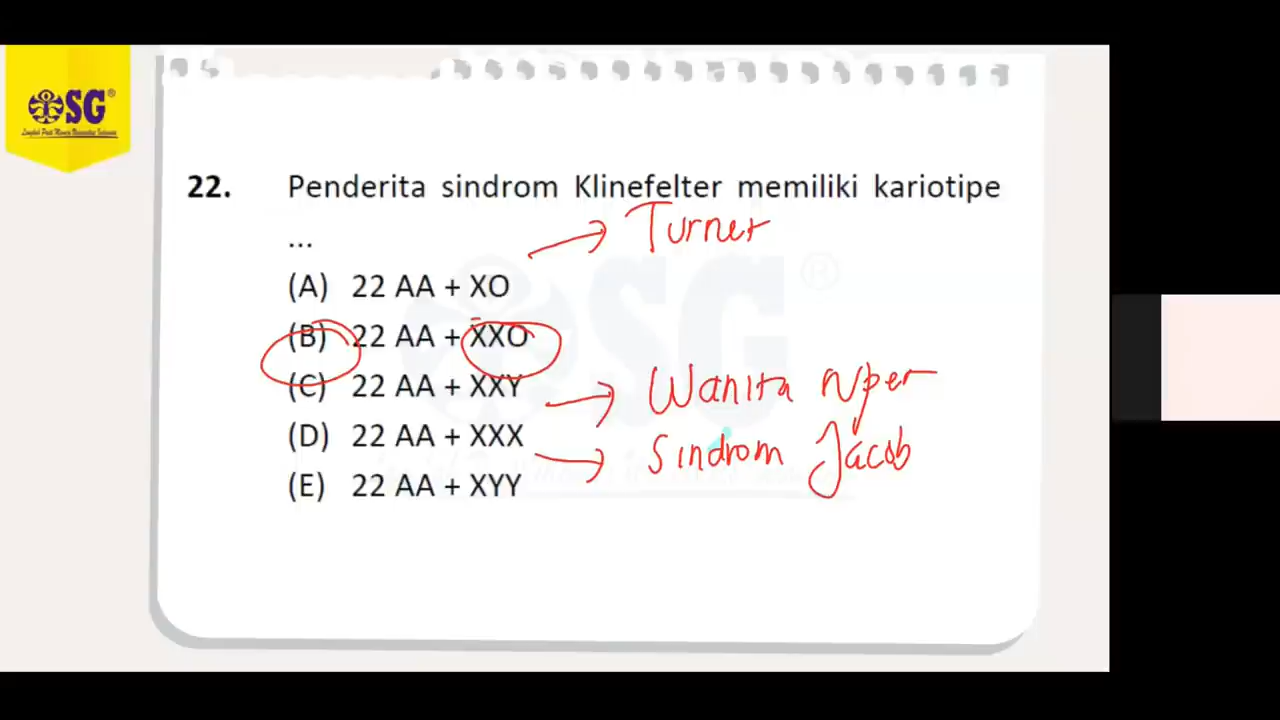 SG®
22. Penderita sindrom Klinefelter memiliki kariotipe
...
Turner
(A) 22 AA + XO
(B) 22 AA + XXO
(C) 22 AA + XXY
Wanita
(D) 22 AA + XXX
Sindrom Jacob
(E) 22 AA + XYY